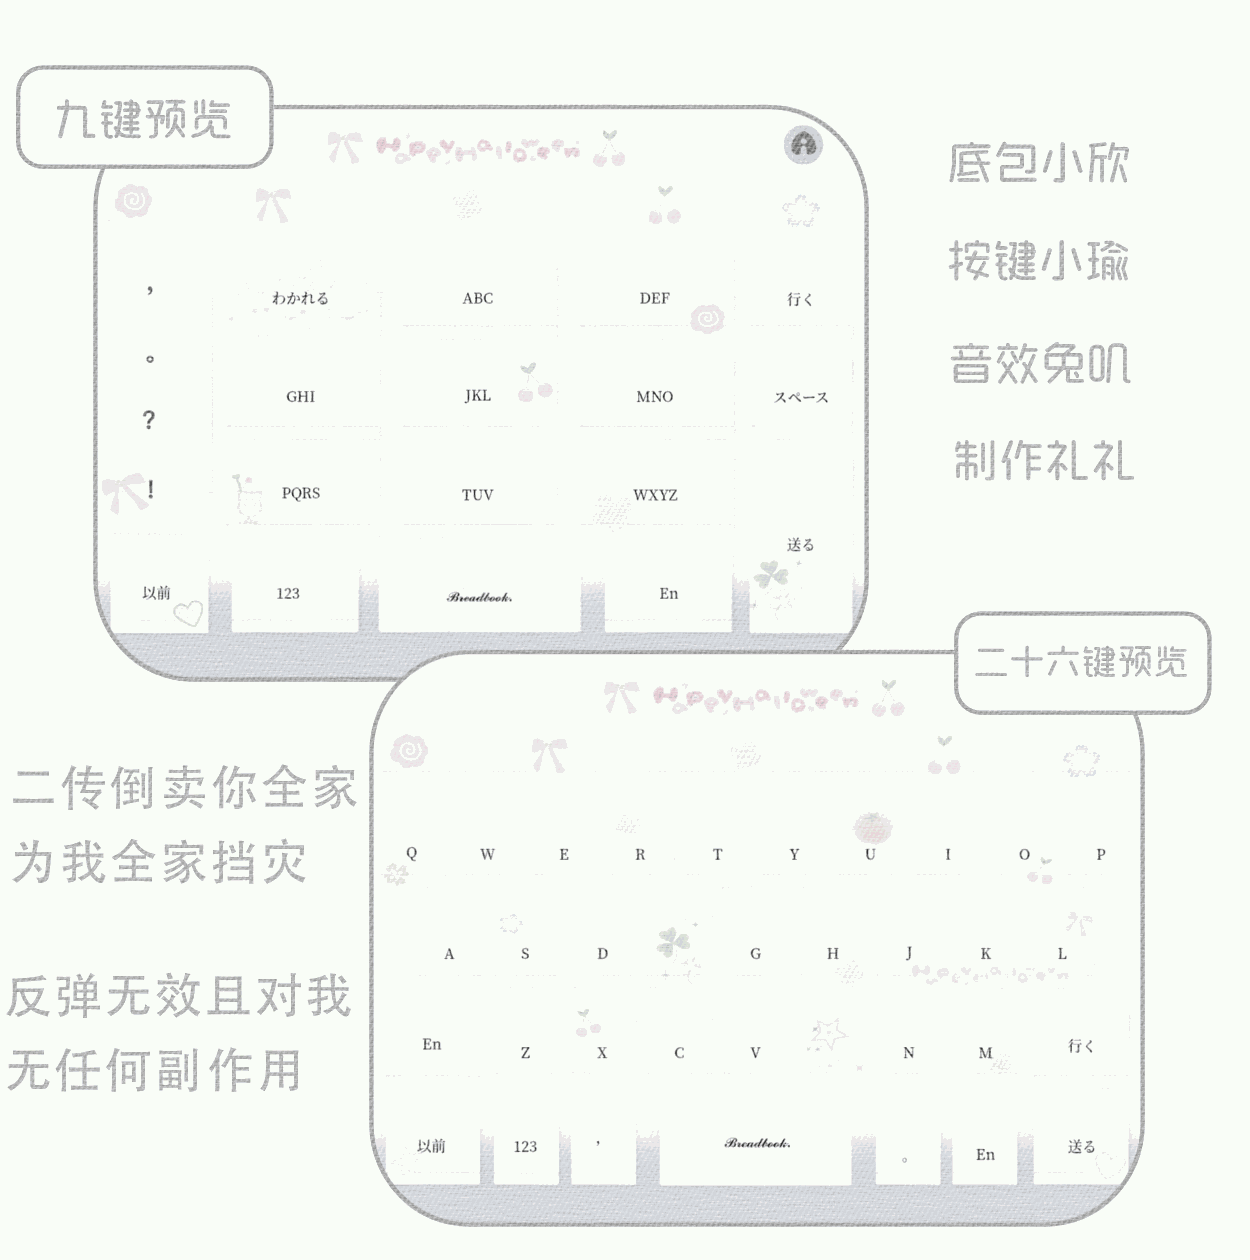 九键预览
HappyHalloween
，
。
？
！
わかれる
ABC
DEF
行く
GHI
JKL
MNO
スペース
PQRS
TUV
WXYZ
送る
以前
123
Breadbook.
En
底包小欣
按键小瑜
音效兔叽
制作礼礼
二十六键预览
HappyHalloween
Q W E R T Y U I O P
A S D G H J K L
HappyHalloween
En Z X C V N M 行く
以前 123 ， Breadbook. 。 En 送る
二传倒卖你全家
为我全家挡灾
反弹无效且对我
无任何副作用